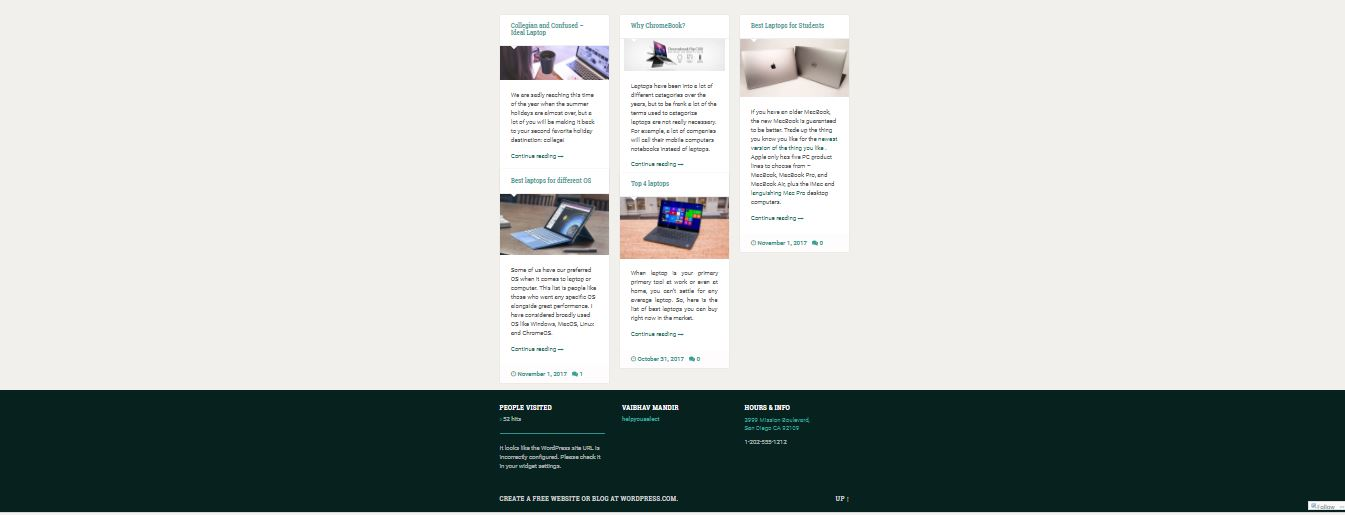 Collegian and Confused –
Ideal Laptop
We are sadly reaching this time
of the year when the summer
holidays are almost over, but a
lot of you will be making it back
to your second favorite holiday
destination: college!
Continue reading →
Best laptops for different OS
Some of us have our preferred
OS when it comes to laptop or
computer. This list is people like
those who want any specific OS
alongside great performance. I
have considered broadly used
OS like Windows, MacOS, Linux
and ChromeOS.
Continue reading →
November 1, 2017 1
Why ChromeBook?
Laptops have been into a lot of
different categories over the
years, but to be frank a lot of the
terms used to categorize
laptops are not really necessary.
For example, a lot of companies
will call their mobile computers
notebooks instead of laptops.
Continue reading →
Top 4 laptops
When laptop is your primary
primary tool at work or even at
home, you can't settle for any
average laptop. So, here is the
list of best laptops you can buy
right now in the market.
Continue reading →
October 31, 2017 0
Best Laptops for Students
If you have an older MacBook,
the new MacBook is guaranteed
to be better. Trade up the thing
you know you like for the newest
version of the thing you like .
Apple only has five PC product
lines to choose from –
MacBook, MacBook Pro, and
MacBook Air, plus the iMac and
languishing Mac Pro desktop
computers.
Continue reading →
November 1, 2017 0
PEOPLE VISITED
: 52 hits
It looks like the WordPress site URL is
incorrectly configured. Please check it
in your widget settings.
VAIBHAV MANDIR
helpyouselect
HOURS & INFO
3999 Mission Boulevard,
San Diego CA 92109
1-202-555-1212
CREATE A FREE WEBSITE OR BLOG AT WORDPRESS.COM.
UP ↑
Follow